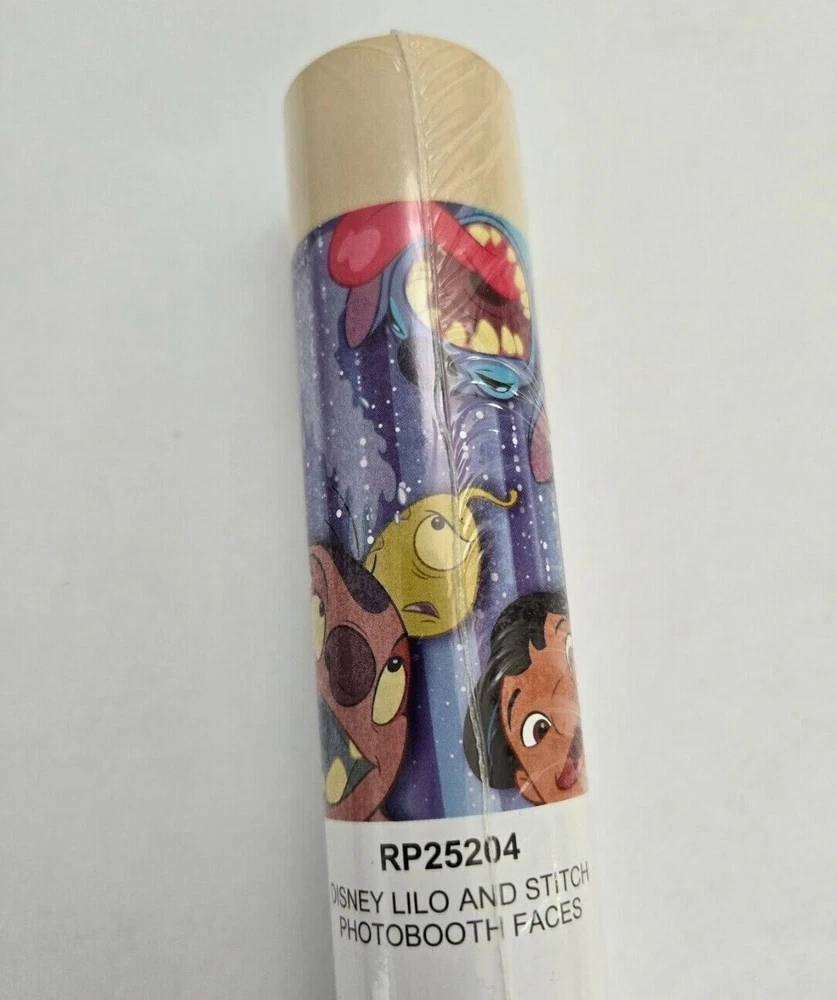 RP25204
DISNEY LILO AND STITCH
PHOTOBOOTH FACES